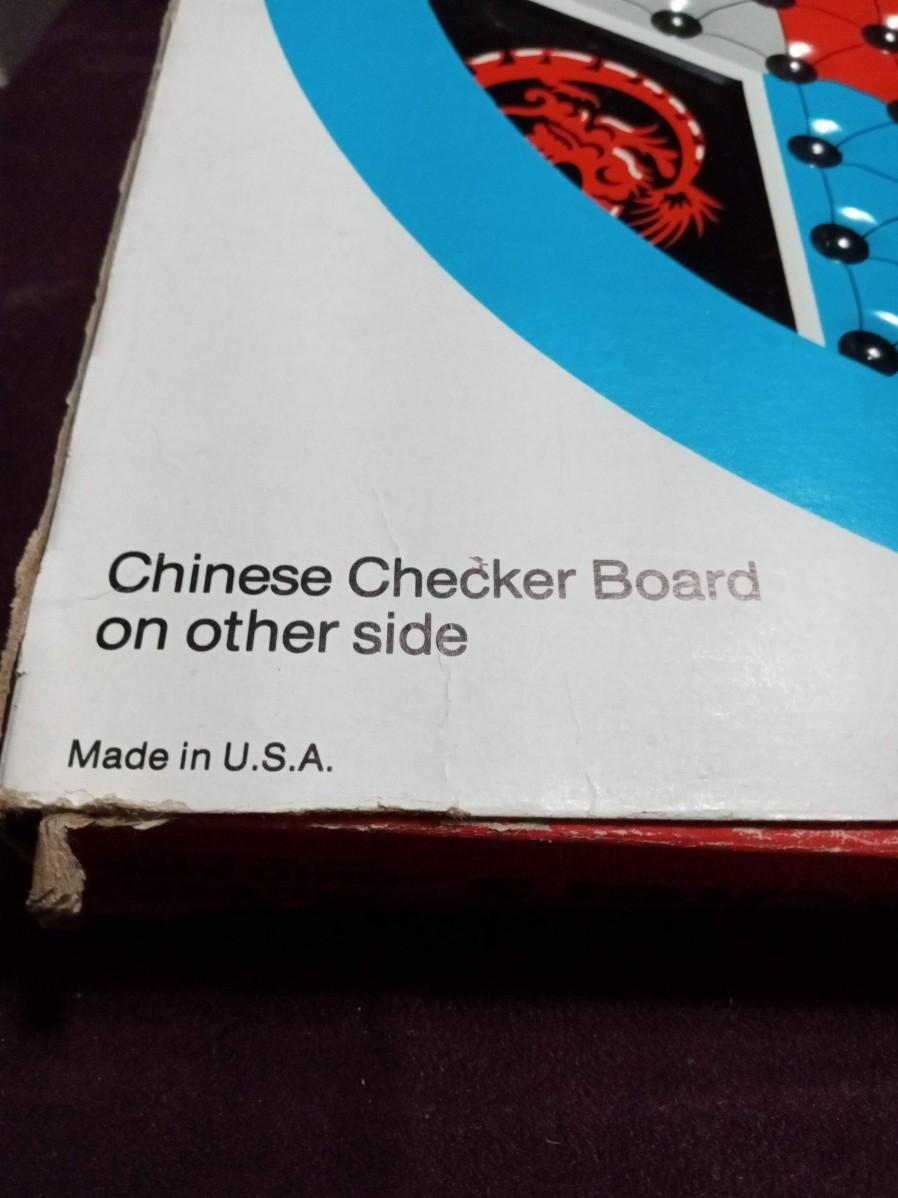 Chinese Checker Board
on other side
Made in U.S.A.